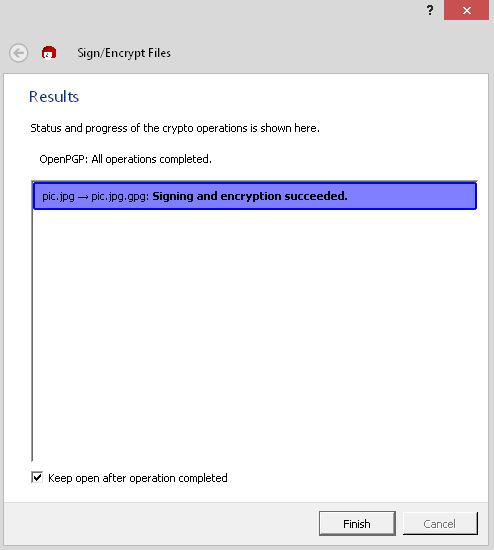 ?
Sign/Encrypt Files
Results
Status and progress of the crypto operations is shown here.
OpenPGP: All operations completed.
pic.jpg → pic.jpg.gpg: Signing and encryption succeeded.
Keep open after operation completed
Finish
Cancel